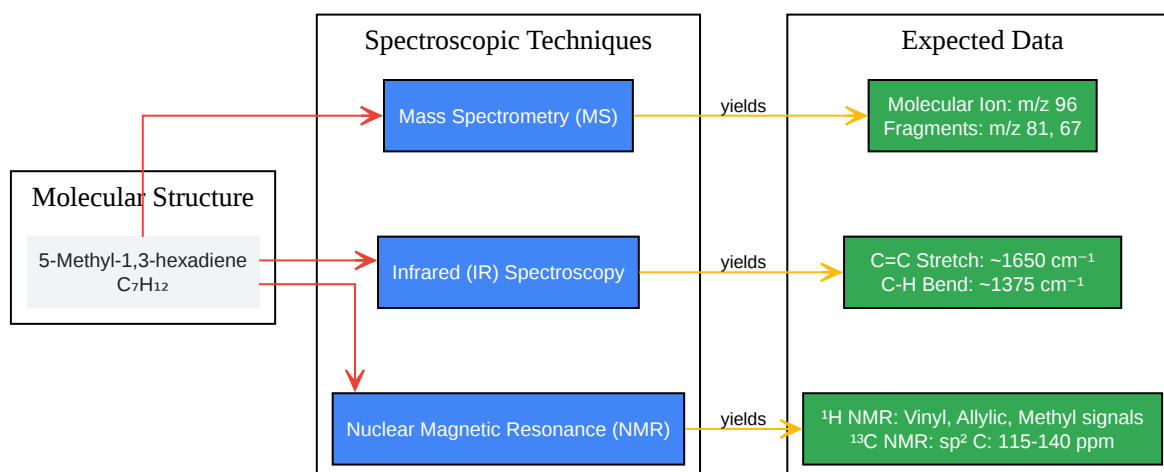 Spectroscopic Techniques
Expected Data
Mass Spectrometry (MS)
yields
Molecular Ion: m/z 96
Fragments: m/z 81, 67
Molecular Structure
5-Methyl-1,3-hexadiene
C₇H₁₂
Infrared (IR) Spectroscopy
yields
C=C Stretch: ~1650 cm⁻¹
C-H Bend: ~1375 cm⁻¹
Nuclear Magnetic Resonance (NMR)
yields
¹H NMR: Vinyl, Allylic, Methyl signals
¹³C NMR: sp² C: 115-140 ppm